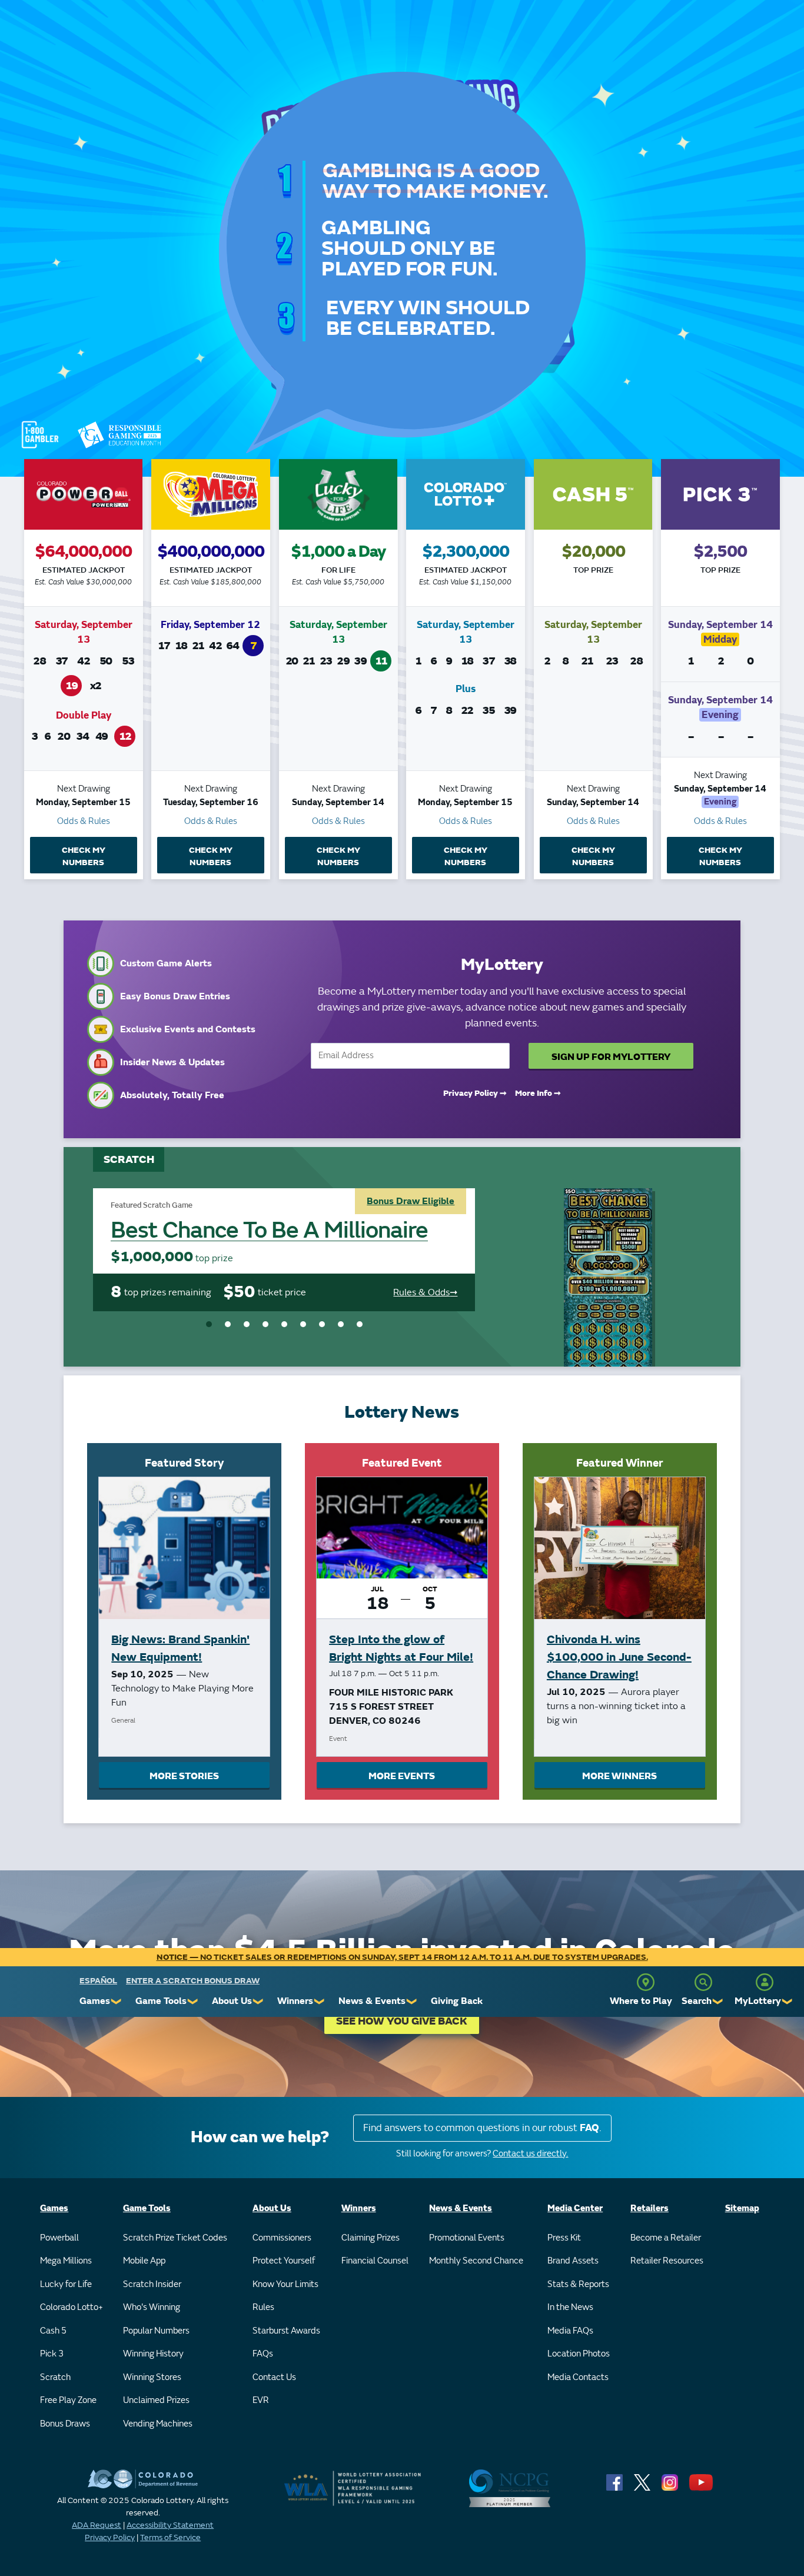 1
GAMBLING IS A GOOD
WAY TO MAKE MONEY.
2
GAMBLING
SHOULD ONLY BE
PLAYED FOR FUN.
3
EVERY WIN SHOULD
BE CELEBRATED.
1-800
GAMBLER
RESPONSIBLE
GAMING
EDUCATION MONTH
COLORADO
POWERBALL
POWER PLAY
$64,000,000
ESTIMATED JACKPOT
Est. Cash Value $30,000,000
Saturday, September
13
28 37 42 50 53
19 x2
Double Play
3 6 20 34 49 12
Next Drawing
Monday, September 15
Odds & Rules
CHECK MY
NUMBERS
COLORADO LOTTERY
MEGA
MILLIONS
$400,000,000
ESTIMATED JACKPOT
Est. Cash Value $185,800,000
Friday, September 12
17 18 21 42 64 7
Next Drawing
Tuesday, September 16
Odds & Rules
CHECK MY
NUMBERS
Lucky
FOR
LIFE
$1,000 a Day
FOR LIFE
Est. Cash Value $5,750,000
Saturday, September
13
20 21 23 29 39 11
Next Drawing
Sunday, September 14
Odds & Rules
CHECK MY
NUMBERS
COLORADO
LOTTO+
$2,300,000
ESTIMATED JACKPOT
Est. Cash Value $1,150,000
Saturday, September
13
1 6 9 18 37 38
Plus
6 7 8 22 35 39
Next Drawing
Monday, September 15
Odds & Rules
CHECK MY
NUMBERS
CASH 5™
$20,000
TOP PRIZE
Saturday, September
13
2 8 21 23 28
Next Drawing
Sunday, September 14
Odds & Rules
CHECK MY
NUMBERS
PICK 3™
$2,500
TOP PRIZE
Sunday, September 14
Midday
1 2 0
Sunday, September 14
Evening
– – –
Next Drawing
Sunday, September 14
Evening
Odds & Rules
CHECK MY
NUMBERS
Custom Game Alerts
Easy Bonus Draw Entries
Exclusive Events and Contests
Insider News & Updates
Absolutely, Totally Free
MyLottery
Become a MyLottery member today and you'll have exclusive access to special
drawings and prize give-aways, advance notice about new games and specially
planned events.
Email Address
SIGN UP FOR MYLOTTERY
Privacy Policy➞ More Info➞
SCRATCH
Featured Scratch Game
Bonus Draw Eligible
Best Chance To Be A Millionaire
$1,000,000 top prize
8 top prizes remaining $50 ticket price Rules & Odds➞
$50
BEST CHANCE
TO BE A MILLIONAIRE
$1,000,000!
Lottery News
Featured Story
Big News: Brand Spankin'
New Equipment!
Sep 10, 2025 — New
Technology to Make Playing More
Fun
General
MORE STORIES
Featured Event
BRIGHT Nights
AT FOUR MILE
JUL OCT
18 — 5
Step Into the glow of
Bright Nights at Four Mile!
Jul 18 7 p.m. — Oct 5 11 p.m.
FOUR MILE HISTORIC PARK
715 S FOREST STREET
DENVER, CO 80246
Event
MORE EVENTS
Featured Winner
Chivonda H. wins
$100,000 in June Second-
Chance Drawing!
Jul 10, 2025 — Aurora player
turns a non-winning ticket into a
big win
MORE WINNERS
More than $4.5 Billion invested in Colorado
NOTICE — NO TICKET SALES OR REDEMPTIONS ON SUNDAY, SEPT 14 FROM 12 A.M. TO 11 A.M. DUE TO SYSTEM UPGRADES.
ESPAÑOL ENTER A SCRATCH BONUS DRAW
Games Game Tools About Us Winners News & Events Giving Back Where to Play Search MyLottery
SEE HOW YOU GIVE BACK
How can we help?
Find answers to common questions in our robust FAQ
Still looking for answers? Contact us directly.
Games
Powerball
Mega Millions
Lucky for Life
Colorado Lotto+
Cash 5
Pick 3
Scratch
Free Play Zone
Bonus Draws
Game Tools
Scratch Prize Ticket Codes
Mobile App
Scratch Insider
Who's Winning
Popular Numbers
Winning History
Winning Stores
Unclaimed Prizes
Vending Machines
About Us
Commissioners
Protect Yourself
Know Your Limits
Rules
Starburst Awards
FAQs
Contact Us
EVR
Winners
Claiming Prizes
Financial Counsel
News & Events
Promotional Events
Monthly Second Chance
Media Center
Press Kit
Brand Assets
Stats & Reports
In the News
Media FAQs
Location Photos
Media Contacts
Retailers
Become a Retailer
Retailer Resources
Sitemap
COLORADO
Department of Revenue
All Content © 2025 Colorado Lottery. All rights
reserved.
ADA Request | Accessibility Statement
Privacy Policy | Terms of Service
WLA
WORLD LOTTERY ASSOCIATION
CERTIFIED
WLA RESPONSIBLE GAMING
FRAMEWORK
LEVEL 4 / VALID UNTIL 2025
NCPG
2025
PLATINUM MEMBER